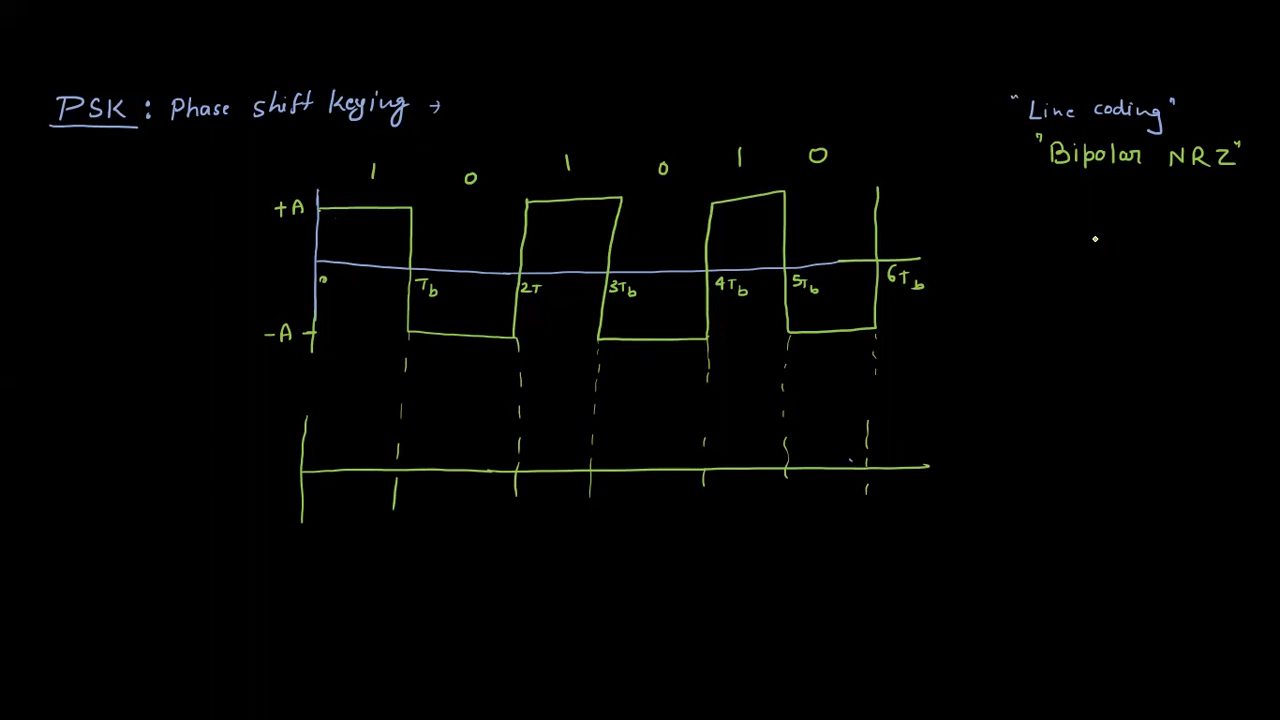 PSK : Phase shift keying →
"Line coding"
"Bipolar NRZ"
1 0 1 0 1 0
+A
0 Tb 2T 3Tb 4Tb 5Tb 6Tb
-A